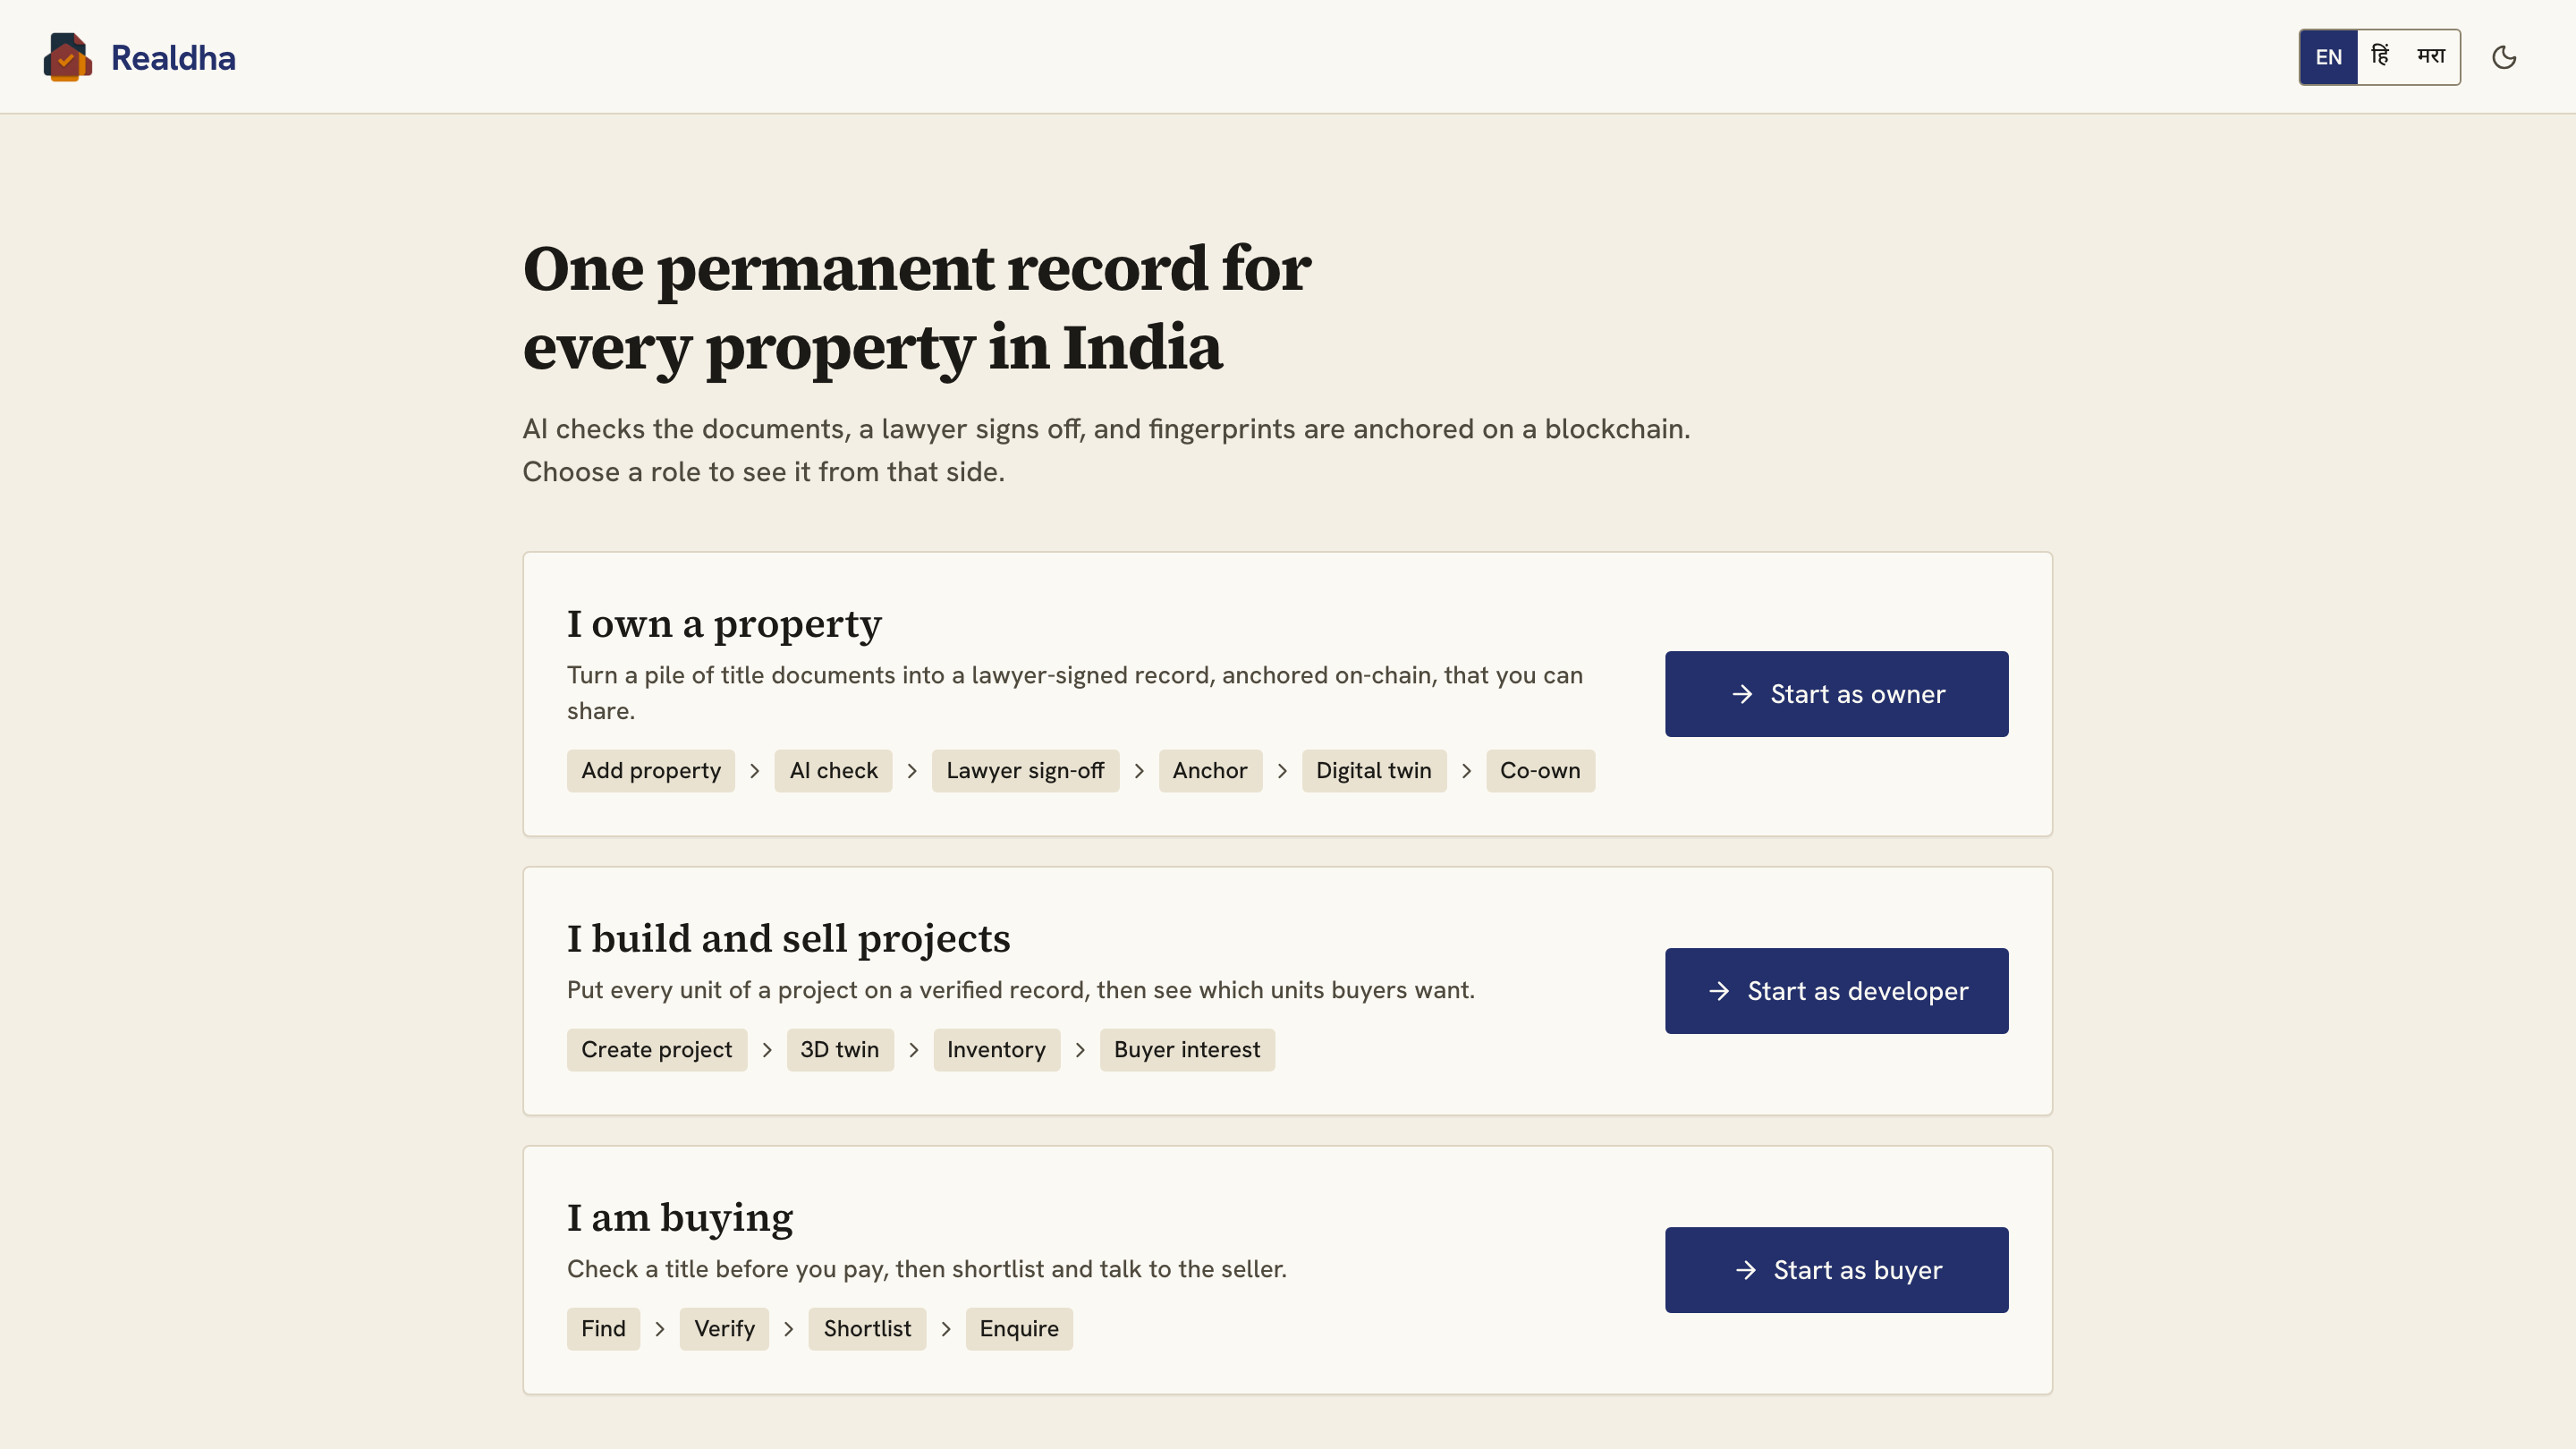 Realdha
EN हिं मरा
One permanent record for
every property in India
AI checks the documents, a lawyer signs off, and fingerprints are anchored on a blockchain.
Choose a role to see it from that side.
I own a property
Turn a pile of title documents into a lawyer-signed record, anchored on-chain, that you can
share.
Add property > AI check > Lawyer sign-off > Anchor > Digital twin > Co-own
→ Start as owner
I build and sell projects
Put every unit of a project on a verified record, then see which units buyers want.
Create project > 3D twin > Inventory > Buyer interest
→ Start as developer
I am buying
Check a title before you pay, then shortlist and talk to the seller.
Find > Verify > Shortlist > Enquire
→ Start as buyer